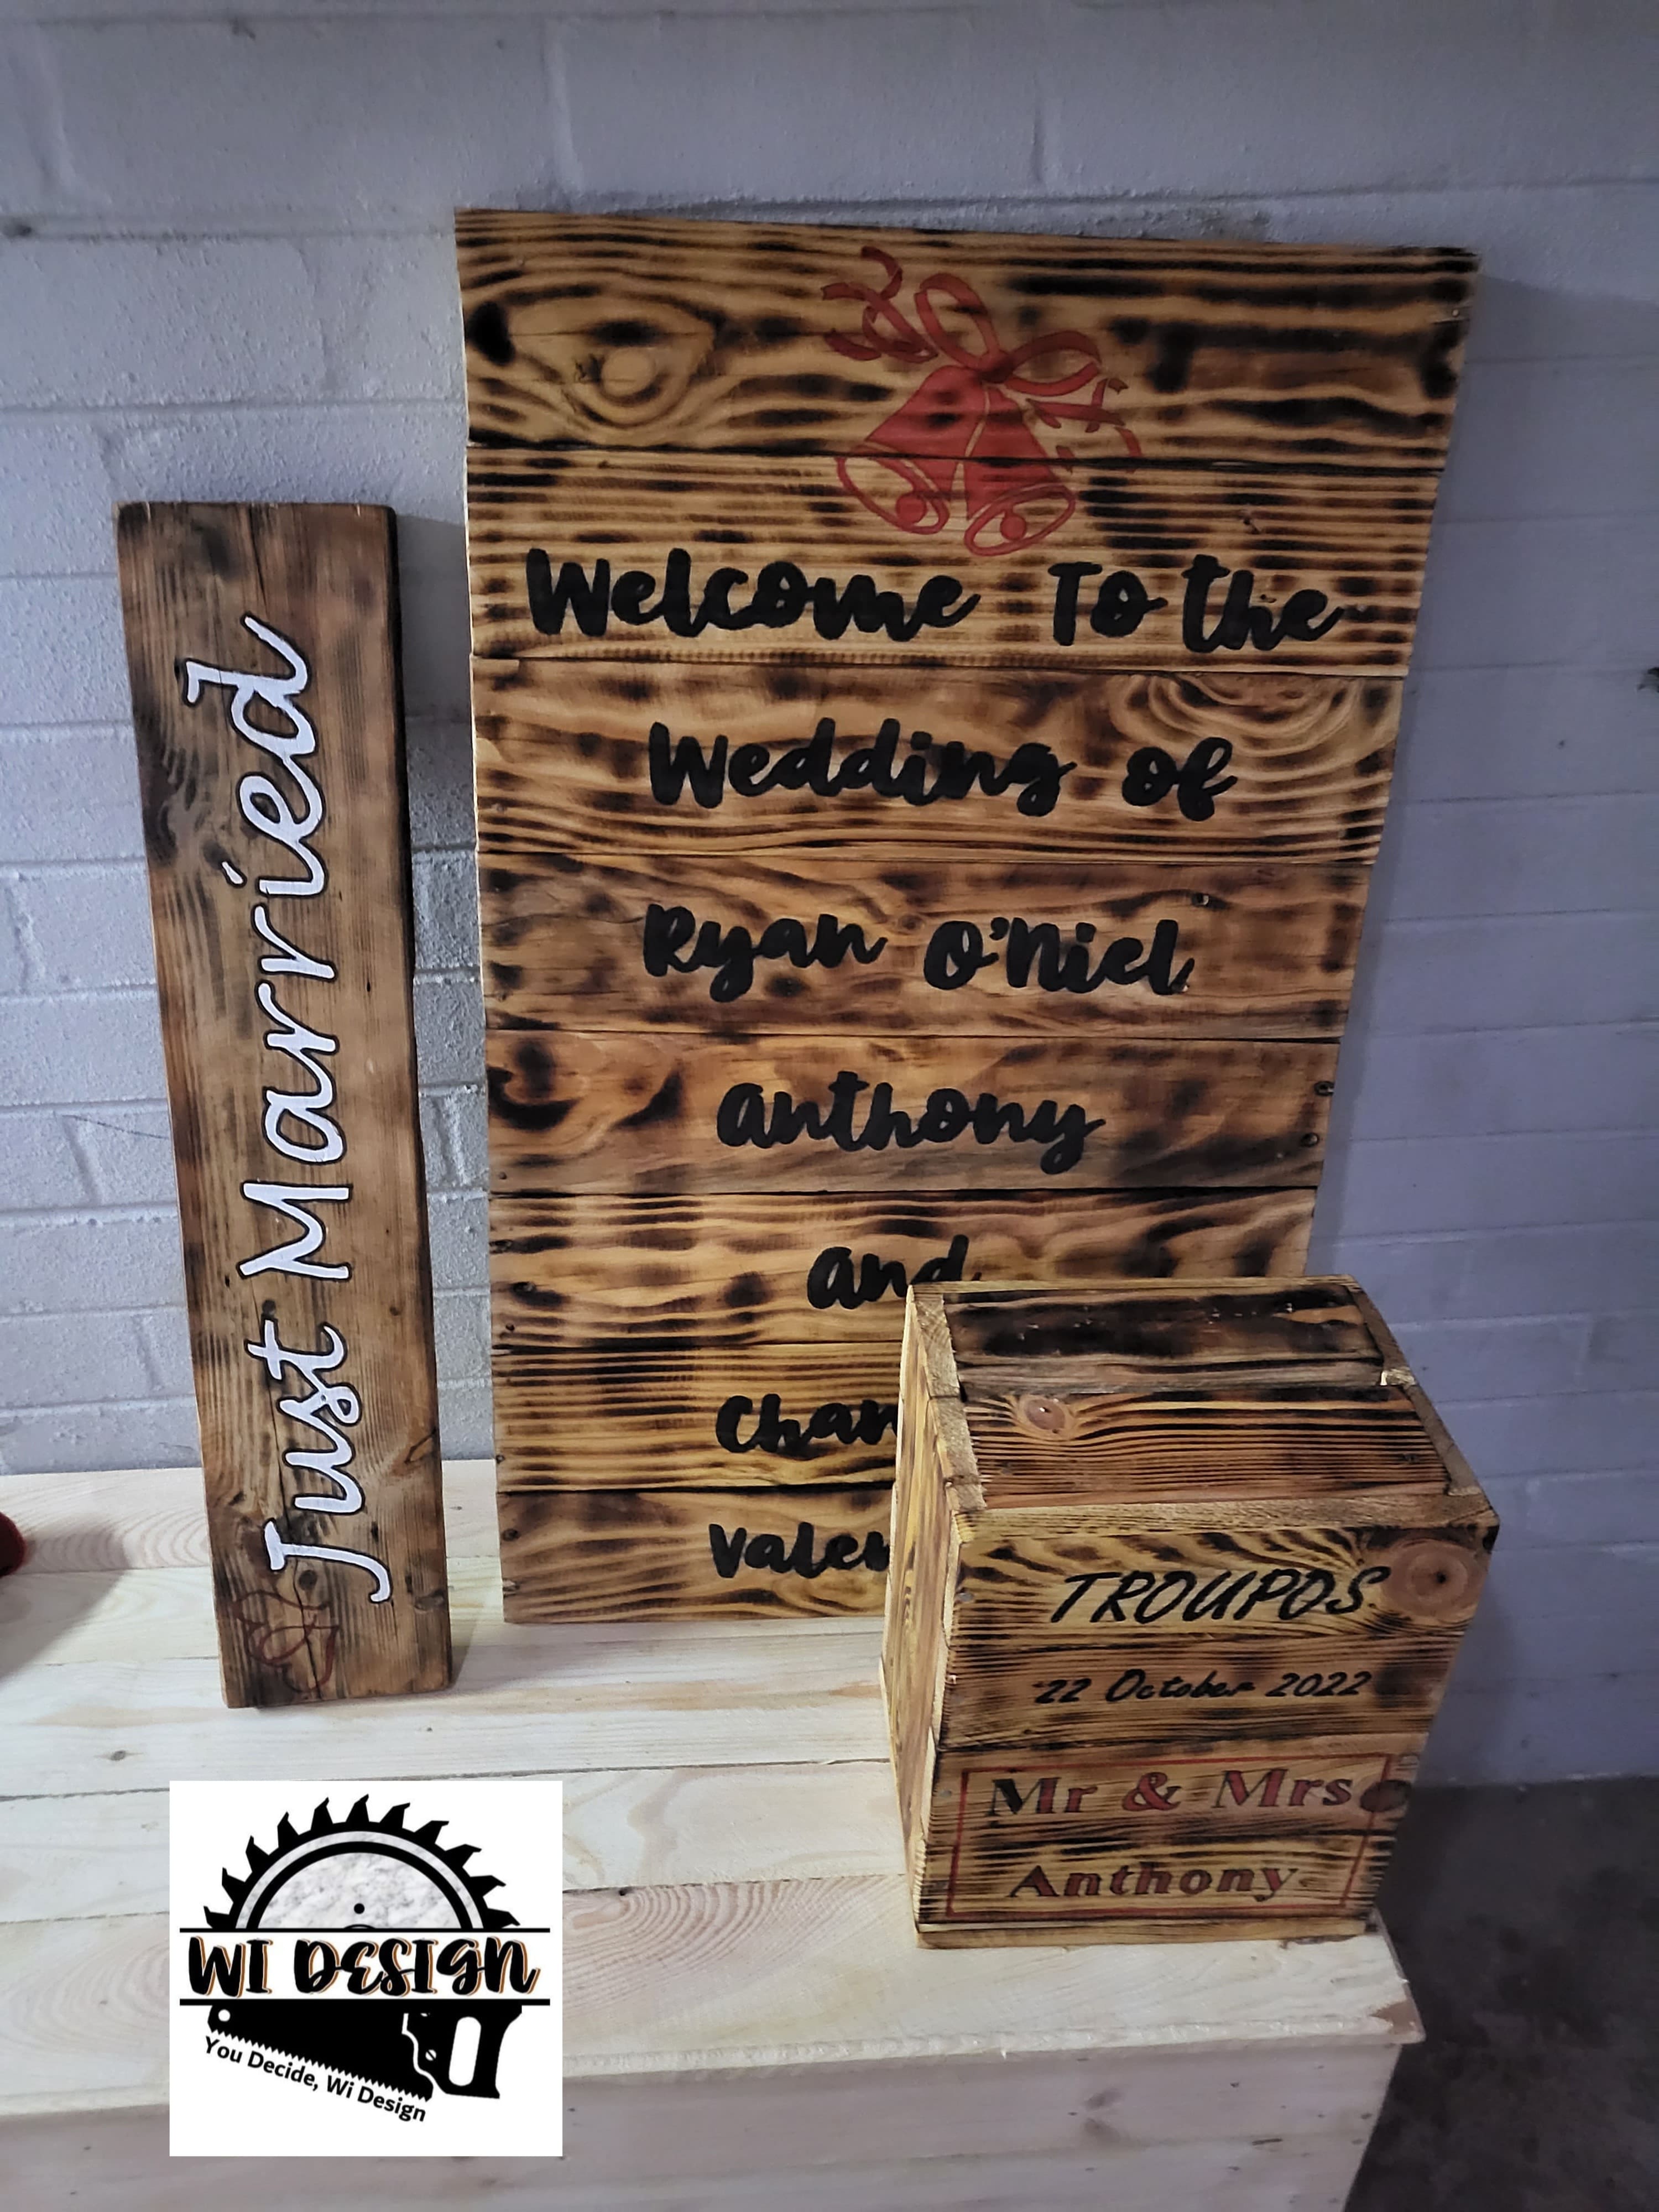 Just Married
Welcome To the
Wedding of
Ryan O'Niel
Anthony
and
TROUPOS
22 October 2022
Mr & Mrs
Anthony
WI DESIGN
You Decide, Wi Design